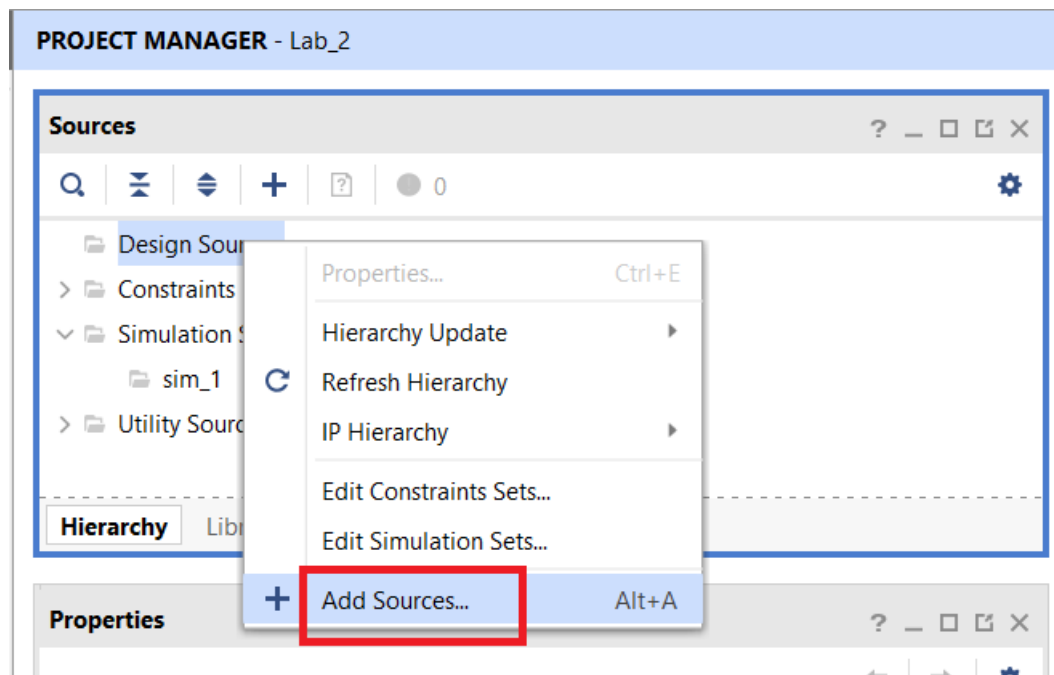 PROJECT MANAGER - Lab_2
Sources
?
0
Design Sour
Properties... Ctrl+E
Constraints
Hierarchy Update
Simulation S
sim_1
Refresh Hierarchy
Utility Sourc
IP Hierarchy
Edit Constraints Sets...
Hierarchy Libr
Edit Simulation Sets...
Add Sources... Alt+A
Properties
?